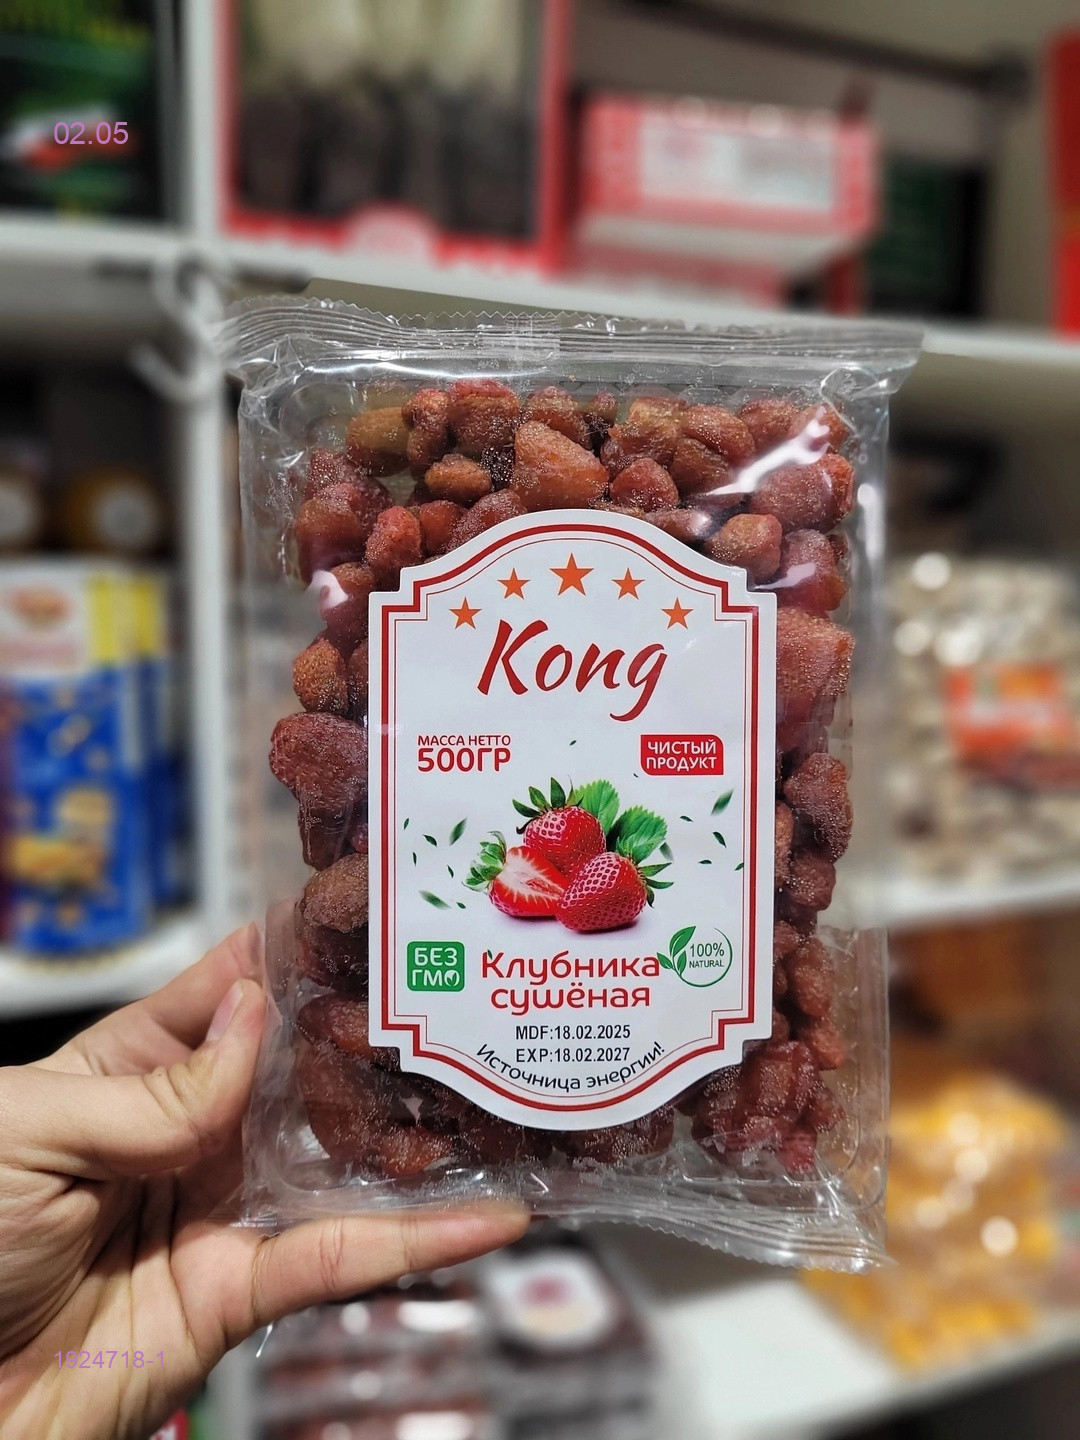 02.05
Kong
МАССА НЕТТО
500ГР
ЧИСТЫЙ
ПРОДУКТ
БЕЗ
ГМО
Клубника
сушёная
100%
NATURAL
MDF:18.02.2025
EXP:18.02.2027
Источница энергии!
1924718-1